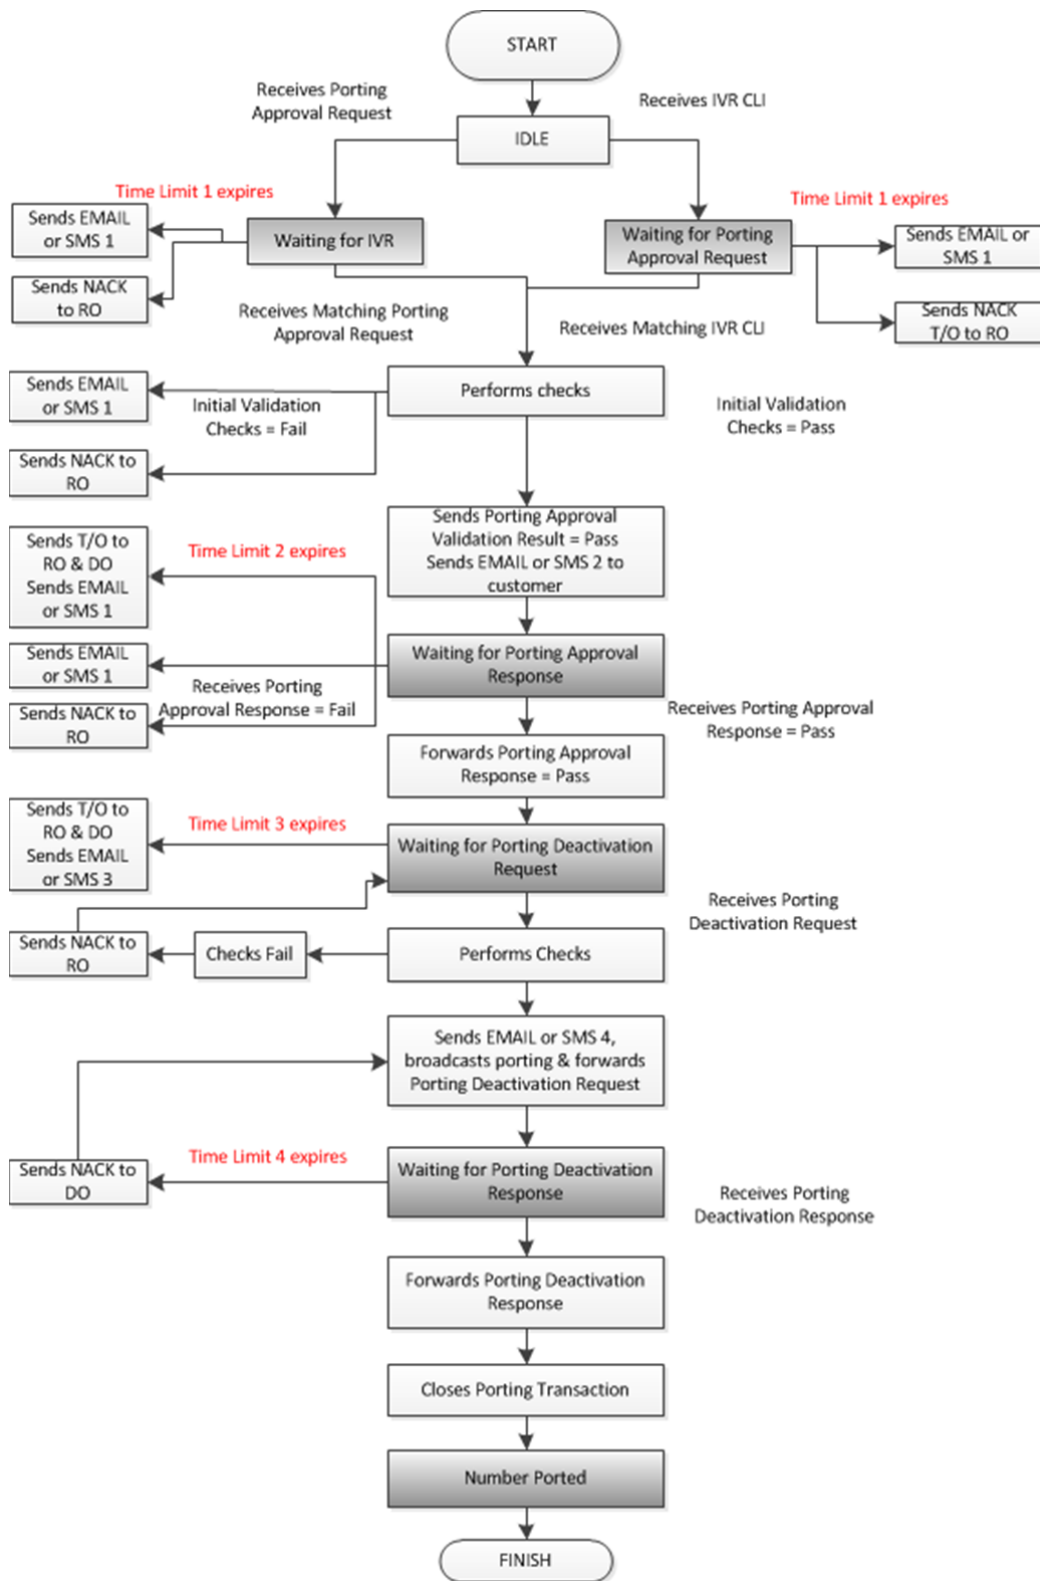 START
Receives Porting
Approval Request
Receives IVR CLI
IDLE
Time Limit 1 expires
Time Limit 1 expires
Sends EMAIL
or SMS 1
Waiting for IVR
Waiting for Porting
Approval Request
Sends EMAIL or
SMS 1
Sends NACK
to RO
Receives Matching Porting
Approval Request
Receives Matching IVR CLI
Sends NACK
T/O to RO
Sends EMAIL
or SMS 1
Initial Validation
Checks = Fail
Performs checks
Initial Validation
Checks = Pass
Sends NACK to
RO
Sends Porting Approval
Validation Result = Pass
Sends EMAIL or SMS 2 to
customer
Sends T/O to
RO & DO
Sends EMAIL
or SMS 1
Time Limit 2 expires
Waiting for Porting Approval
Response
Sends EMAIL
or SMS 1
Receives Porting
Approval Response = Fail
Receives Porting Approval
Response = Pass
Sends NACK to
RO
Forwards Porting Approval
Response = Pass
Sends T/O to
RO & DO
Sends EMAIL
or SMS 3
Time Limit 3 expires
Waiting for Porting Deactivation
Request
Receives Porting
Deactivation Request
Sends NACK to
RO
Checks Fail
Performs Checks
Sends EMAIL or SMS 4,
broadcasts porting & forwards
Porting Deactivation Request
Sends NACK to
DO
Time Limit 4 expires
Waiting for Porting Deactivation
Response
Receives Porting
Deactivation Response
Forwards Porting Deactivation
Response
Closes Porting Transaction
Number Ported
FINISH